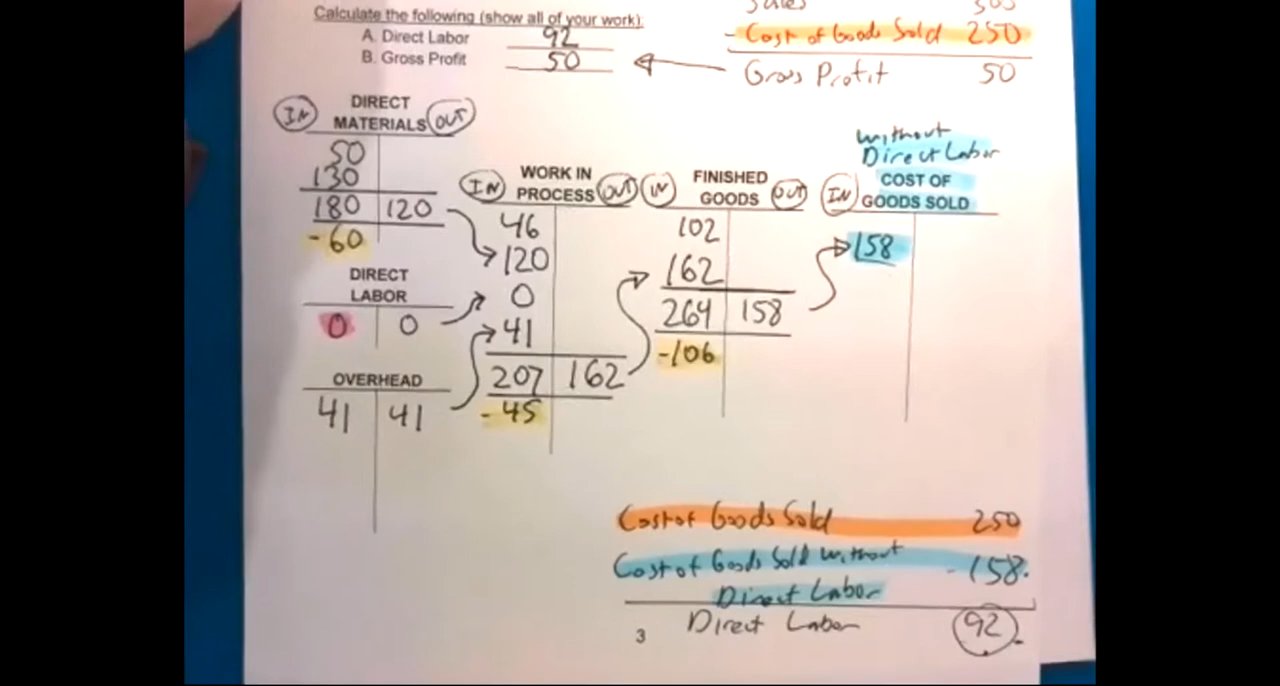 Calculate the following (show all of your work):
A. Direct Labor 92
B. Gross Profit 50
Sales
- Cost of Goods Sold 250
Gross Profit 50
IN DIRECT MATERIALS OUT
50
130
180 120
-60
DIRECT
LABOR
0 0
OVERHEAD
41 41
IN WORK IN
PROCESS OUT
46
120
0
41
207 162
-45
IN FINISHED
GOODS OUT
102
162
264 158
-106
without
Direct Labor
IN COST OF
GOODS SOLD
158
Cost of Goods Sold 250
Cost of Goods Sold without - 158.
Direct Labor
Direct Labor 92
3